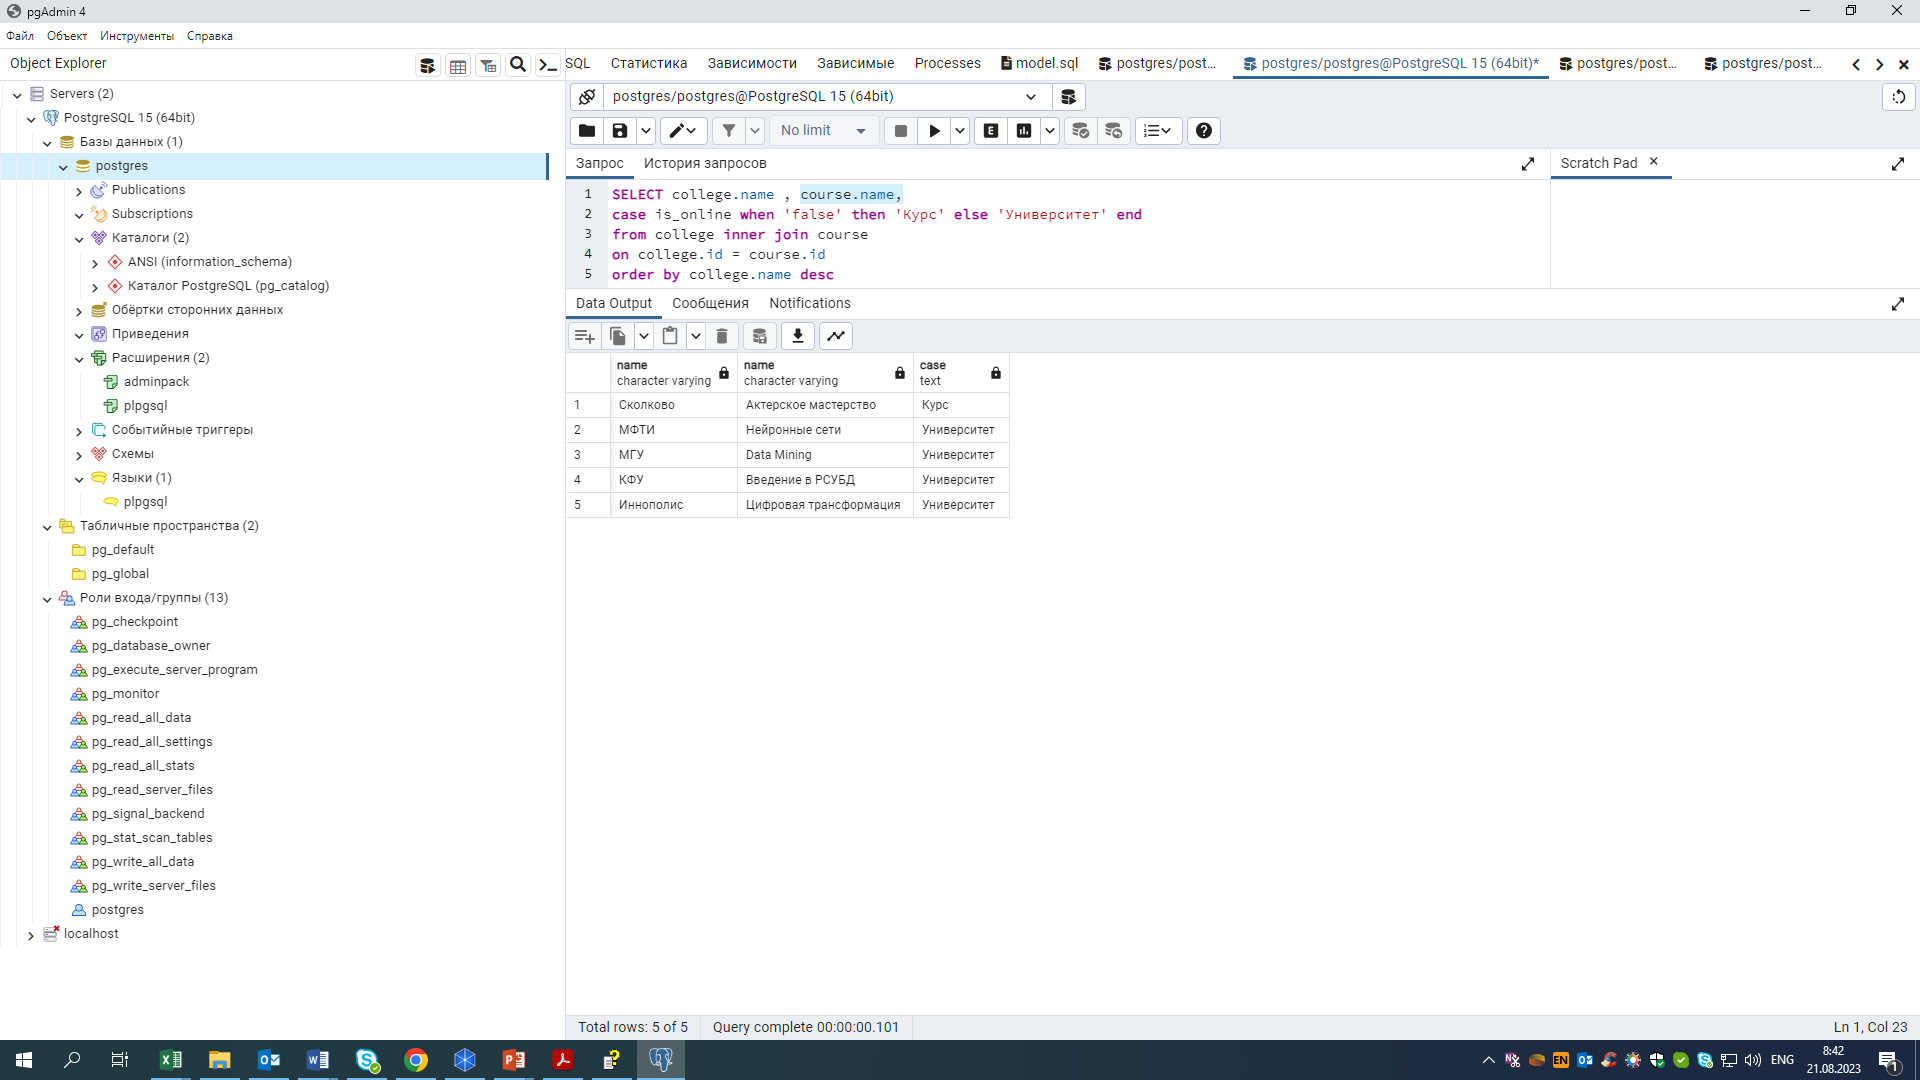 pgAdmin 4
Файл Объект Инструменты Справка
Object Explorer
SQL Статистика Зависимости Зависимые Processes model.sql postgres/post... postgres/postgres@PostgreSQL 15 (64bit)* postgres/post... postgres/post...
Servers (2)
PostgreSQL 15 (64bit)
Базы данных (1)
postgres
Publications
Subscriptions
Каталоги (2)
ANSI (information_schema)
Каталог PostgreSQL (pg_catalog)
Обёртки сторонних данных
Приведения
Расширения (2)
adminpack
plpgsql
Событийные триггеры
Схемы
Языки (1)
plpgsql
Табличные пространства (2)
pg_default
pg_global
Роли входа/группы (13)
pg_checkpoint
pg_database_owner
pg_execute_server_program
pg_monitor
pg_read_all_data
pg_read_all_settings
pg_read_all_stats
pg_read_server_files
pg_signal_backend
pg_stat_scan_tables
pg_write_all_data
pg_write_server_files
postgres
localhost
postgres/postgres@PostgreSQL 15 (64bit)
No limit
E
Запрос История запросов
Scratch Pad
1 SELECT college.name , course.name,
2 case is_online when 'false' then 'Курс' else 'Университет' end
3 from college inner join course
4 on college.id = course.id
5 order by college.name desc
Data Output Сообщения Notifications
name name case
character varying character varying text
1 Сколково Актерское мастерство Курс
2 МФТИ Нейронные сети Университет
3 МГУ Data Mining Университет
4 КФУ Введение в РСУБД Университет
5 Иннополис Цифровая трансформация Университет
Total rows: 5 of 5 Query complete 00:00:00.101 Ln 1, Col 23
EN ENG 8:42
21.08.2023
1